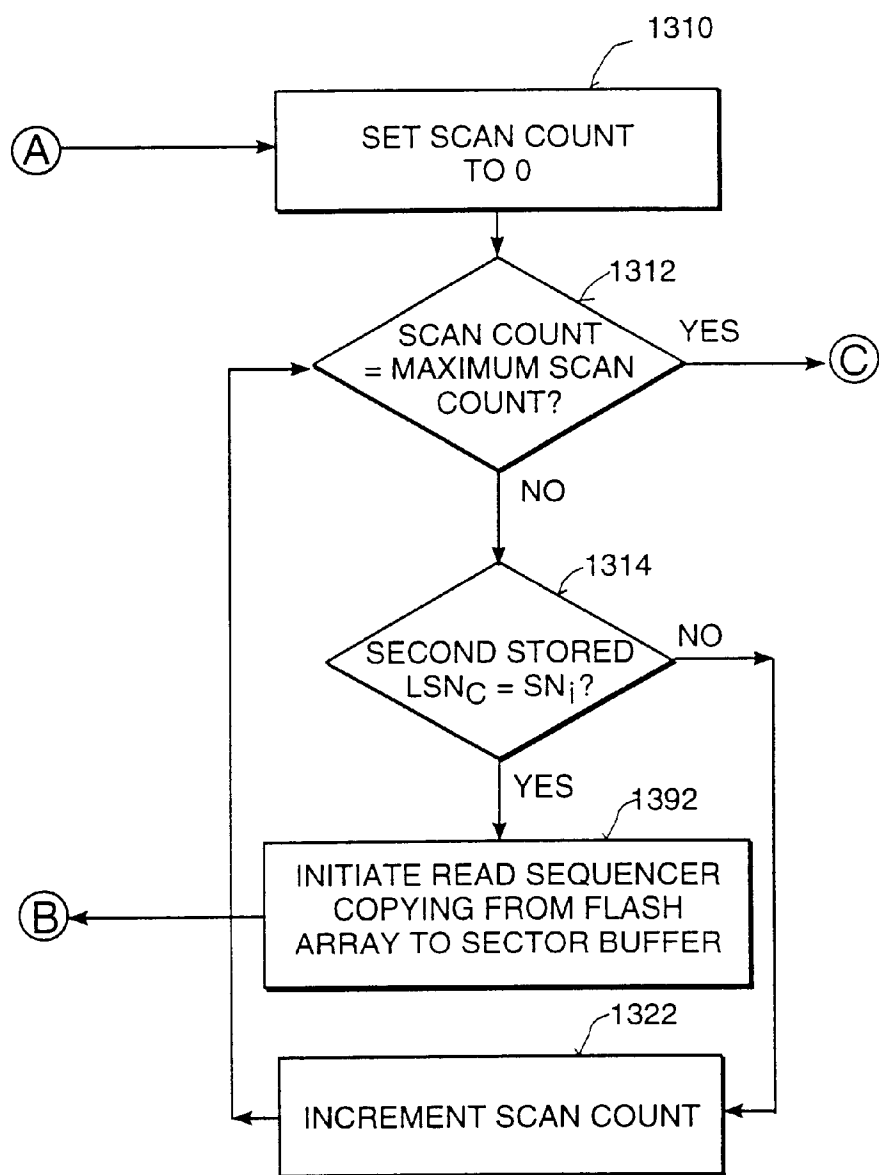 1310
A
SET SCAN COUNT
TO 0
1312
SCAN COUNT
= MAXIMUM SCAN
COUNT?
YES
C
NO
1314
SECOND STORED
LSNC = SNi?
NO
YES
1392
B
INITIATE READ SEQUENCER
COPYING FROM FLASH
ARRAY TO SECTOR BUFFER
1322
INCREMENT SCAN COUNT